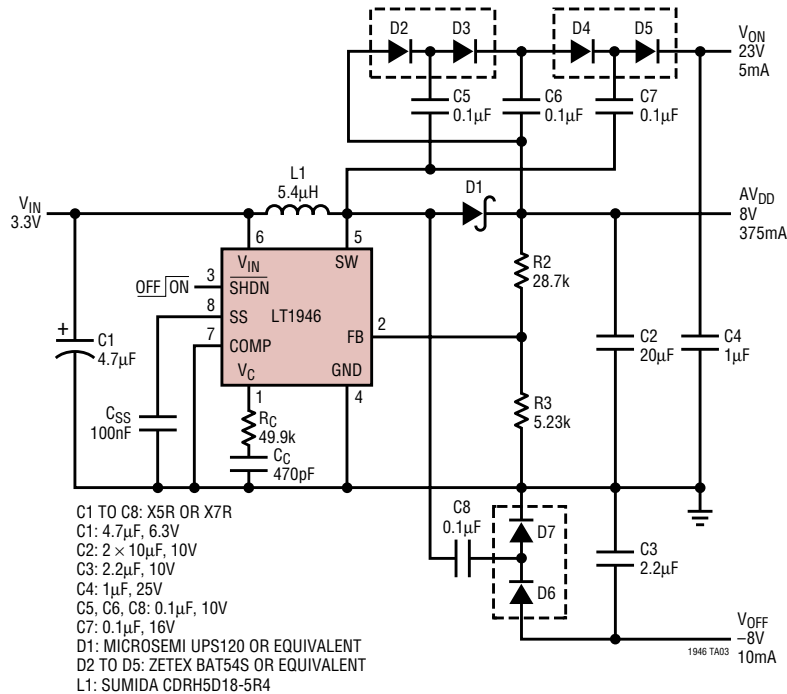 D2
D3
D4
D5
V_ON
23V
5mA
C5
0.1µF
C6
0.1µF
C7
0.1µF
L1
5.4µH
D1
V_IN
3.3V
AV_DD
8V
375mA
6
5
V_IN
SW
3
OFF ON
SHDN
8
SS
LT1946
7
COMP
FB
2
V_C
GND
1
4
R2
28.7k
+
C1
4.7µF
C2
20µF
C4
1µF
R3
5.23k
C_SS
100nF
R_C
49.9k
C_C
470pF
C8
0.1µF
D7
D6
C3
2.2µF
V_OFF
–8V
10mA
1946 TA03
C1 TO C8: X5R OR X7R
C1: 4.7µF, 6.3V
C2: 2 × 10µF, 10V
C3: 2.2µF, 10V
C4: 1µF, 25V
C5, C6, C8: 0.1µF, 10V
C7: 0.1µF, 16V
D1: MICROSEMI UPS120 OR EQUIVALENT
D2 TO D5: ZETEX BAT54S OR EQUIVALENT
L1: SUMIDA CDRH5D18-5R4